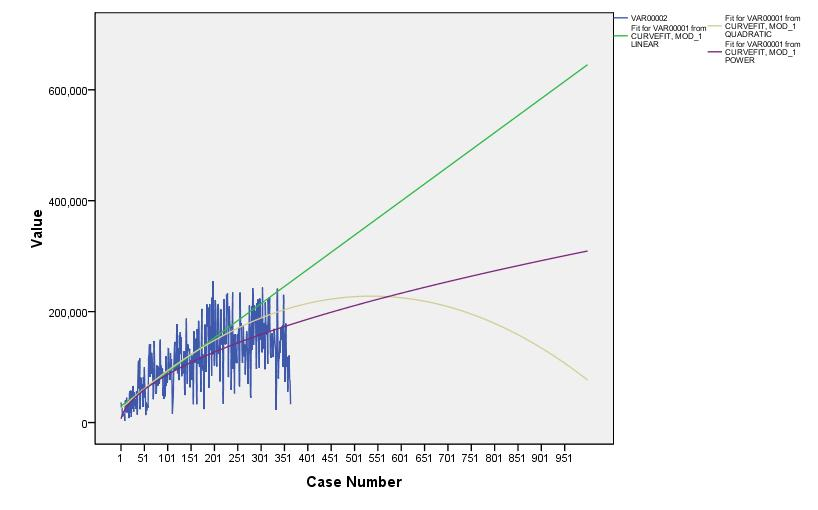 VAR00002
Fit for VAR00001 from
CURVEFIT, MOD_1
LINEAR
Fit for VAR00001 from
CURVEFIT, MOD_1
QUADRATIC
Fit for VAR00001 from
CURVEFIT, MOD_1
POWER
600,000
400,000
200,000
0
Value
1 51 101 151 201 251 301 351 401 451 501 551 601 651 701 751 801 851 901 951
Case Number